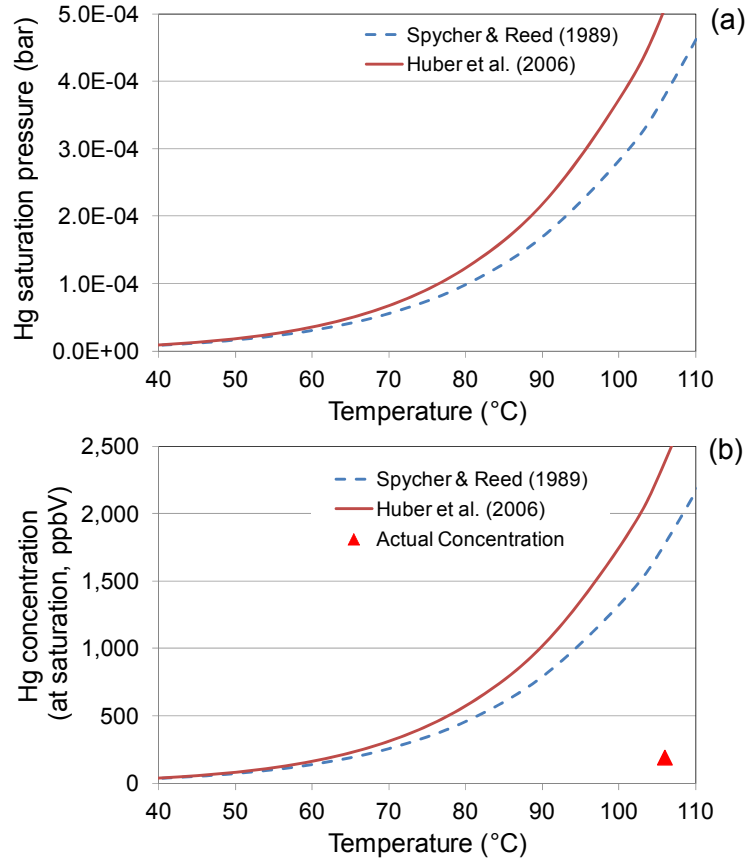 (a)
Hg saturation pressure (bar)
5.0E-04
4.0E-04
3.0E-04
2.0E-04
1.0E-04
0.0E+00
Spycher & Reed (1989)
Huber et al. (2006)
40 50 60 70 80 90 100 110
Temperature (°C)
(b)
Hg concentration
(at saturation, ppbV)
2,500
2,000
1,500
1,000
500
0
Spycher & Reed (1989)
Huber et al. (2006)
Actual Concentration
40 50 60 70 80 90 100 110
Temperature (°C)